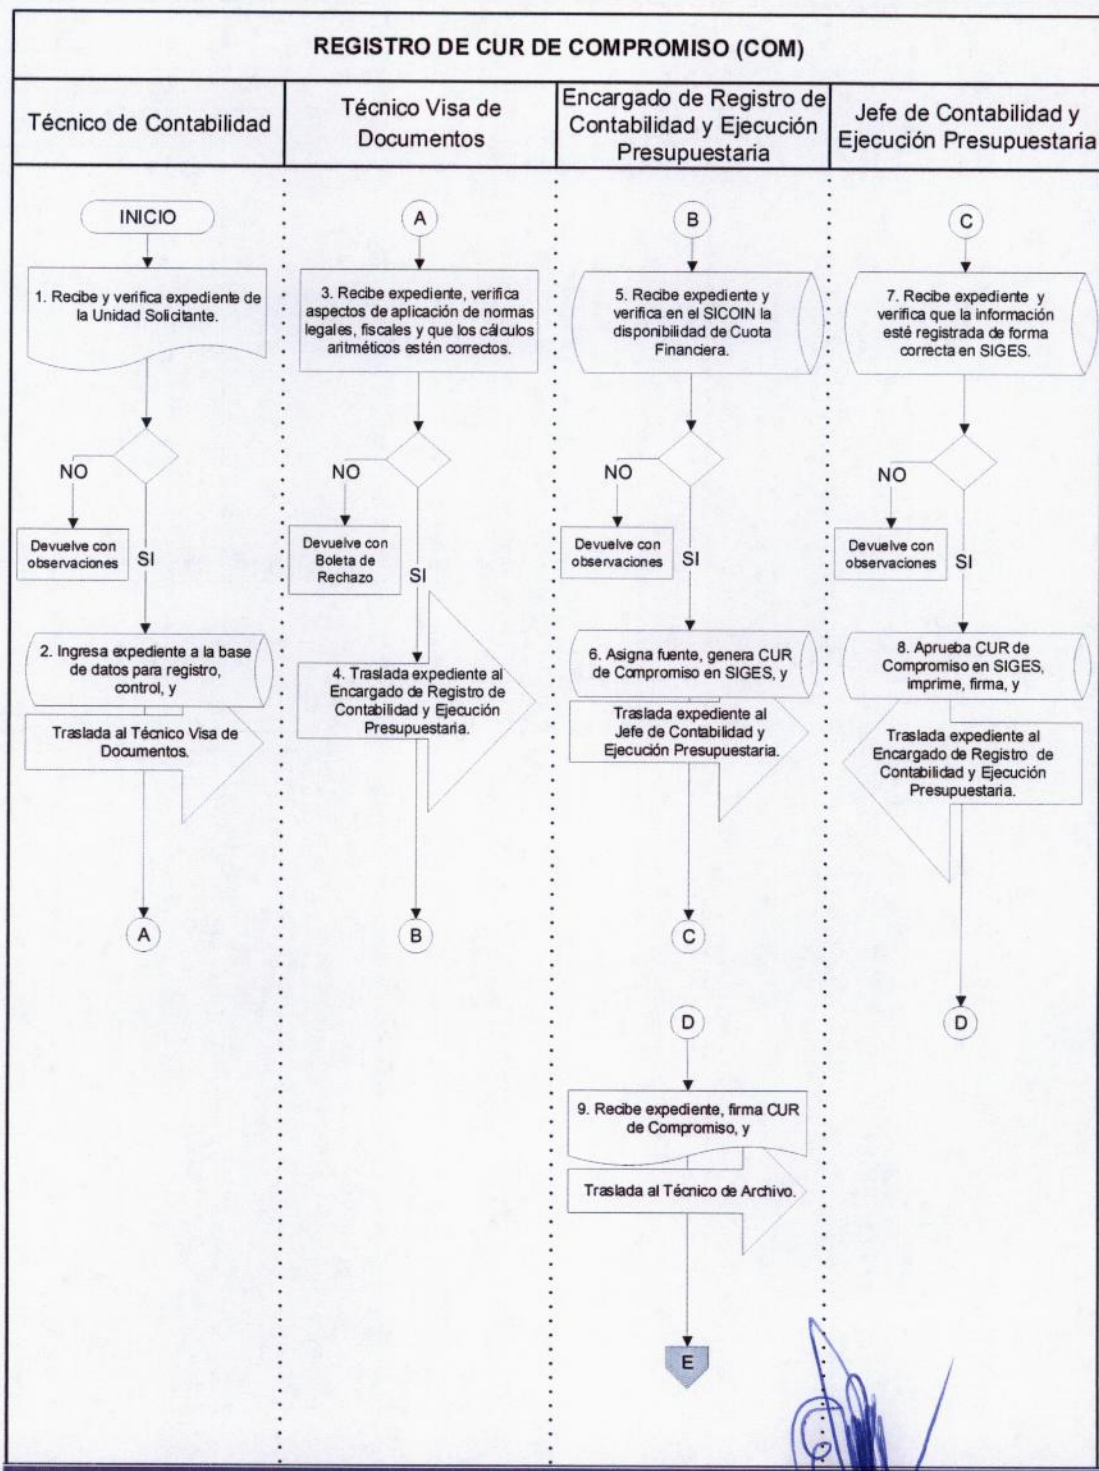 REGISTRO DE CUR DE COMPROMISO (COM)
Técnico de Contabilidad
Técnico Visa de
Documentos
Encargado de Registro de
Contabilidad y Ejecución
Presupuestaria
Jefe de Contabilidad y
Ejecución Presupuestaria
INICIO
1. Recibe y verifica expediente de
la Unidad Solicitante.
NO
Devuelve con
observaciones
SI
2. Ingresa expediente a la base
de datos para registro,
control, y
Traslada al Técnico Visa de
Documentos.
A
A
3. Recibe expediente, verifica
aspectos de aplicación de normas
legales, fiscales y que los cálculos
aritméticos estén correctos.
NO
Devuelve con
Boleta de
Rechazo
SI
4. Traslada expediente al
Encargado de Registro de
Contabilidad y Ejecución
Presupuestaria.
B
B
5. Recibe expediente y
verifica en el SICOIN la
disponibilidad de Cuota
Financiera.
NO
Devuelve con
observaciones
SI
6. Asigna fuente, genera CUR
de Compromiso en SIGES, y
Traslada expediente al
Jefe de Contabilidad y
Ejecución Presupuestaria.
C
C
7. Recibe expediente y
verifica que la información
esté registrada de forma
correcta en SIGES.
NO
Devuelve con
observaciones
SI
8. Aprueba CUR de
Compromiso en SIGES,
imprime, firma, y
Traslada expediente al
Encargado de Registro de
Contabilidad y Ejecución
Presupuestaria.
D
D
9. Recibe expediente, firma CUR
de Compromiso, y
Traslada al Técnico de Archivo.
E